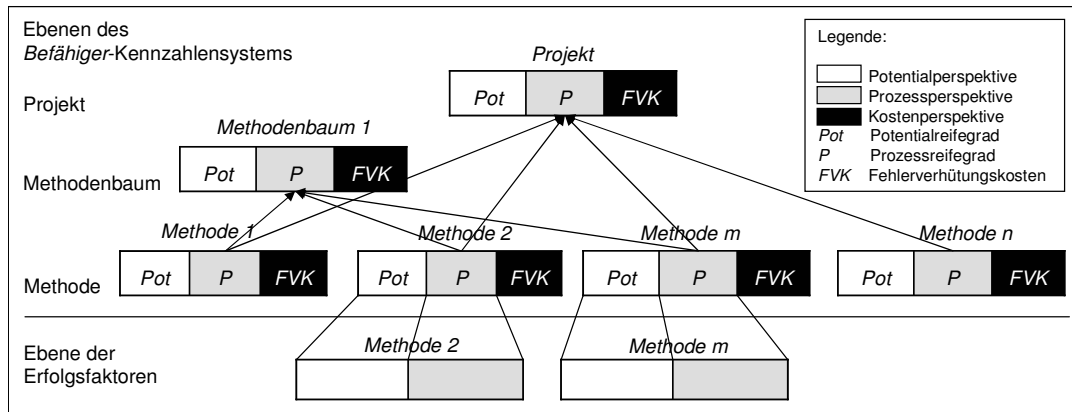 Ebenen des
Befähiger-Kennzahlensystems
Projekt
Legende:
Potentialperspektive
Prozessperspektive
Kostenperspektive
Pot Potentialreifegrad
P Prozessreifegrad
FVK Fehlerverhütungskosten
Projekt
Pot P FVK
Methodenbaum 1
Methodenbaum
Pot P FVK
Methode 1 Methode 2 Methode m Methode n
Methode
Pot P FVK Pot P FVK Pot P FVK Pot P FVK
Ebene der
Erfolgsfaktoren
Methode 2 Methode m